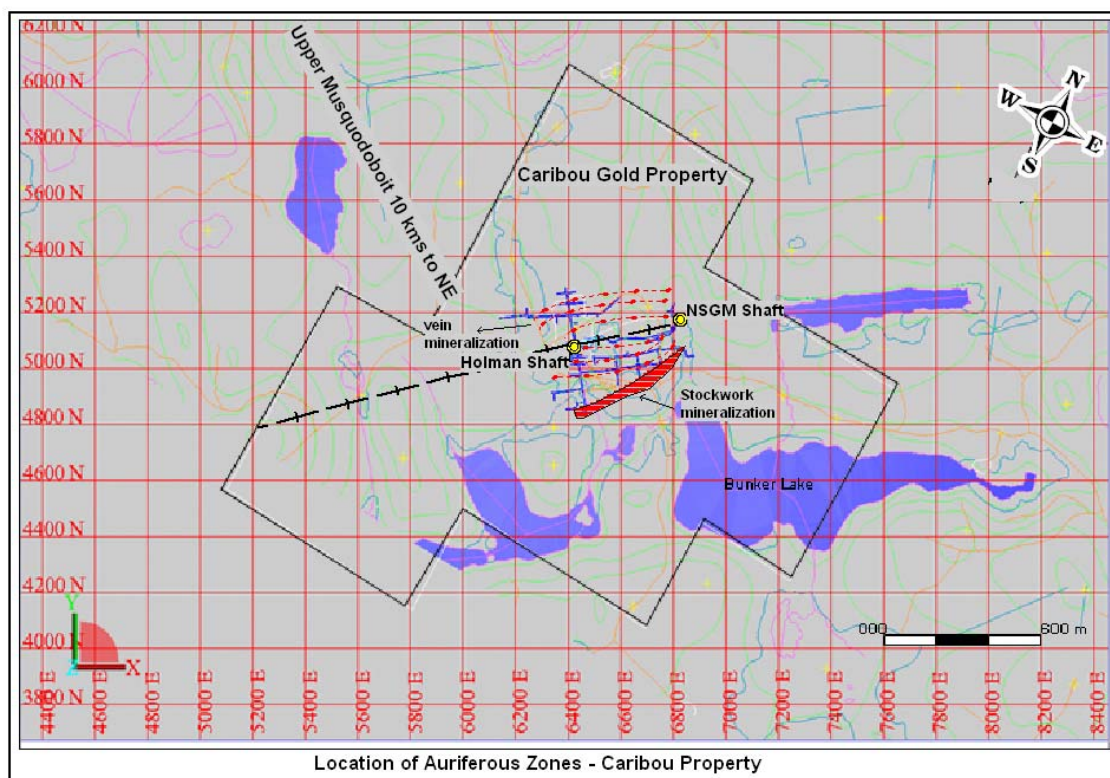 6200 N
6000 N
5800 N
5600 N
5400 N
5200 N
5000 N
4800 N
4600 N
4400 N
4200 N
4000 N
3800 N
Upper Musquodoboit 10 kms to NE
N
W
E
S
Caribou Gold Property
NSGM Shaft
vein
mineralization
Holman Shaft
Stockwork
mineralization
Bunker Lake
Y
X
000
600 m
4400 E
4600 E
4800 E
5000 E
5200 E
5400 E
5600 E
5800 E
6000 E
6200 E
6400 E
6600 E
6800 E
7000 E
7200 E
7400 E
7600 E
7800 E
8000 E
8200 E
8400 E
Location of Auriferous Zones - Caribou Property